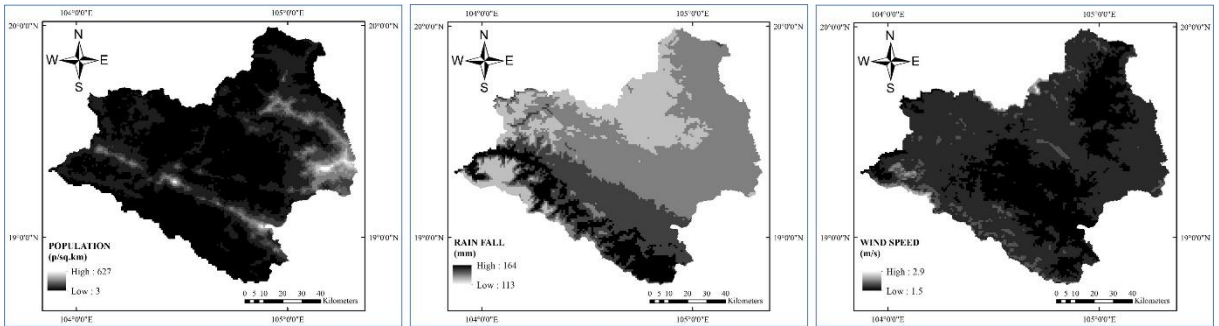 104°0'0"E 105°0'0"E
20°0'0"N 20°0'0"N
N
W E
S
19°0'0"N 19°0'0"N
POPULATION
(p/sq.km)
High : 627
Low : 3
0 5 10 20 30 40
Kilometers
104°0'0"E 105°0'0"E
104°0'0"E 105°0'0"E
20°0'0"N 20°0'0"N
N
W E
S
19°0'0"N 19°0'0"N
RAIN FALL
(mm)
High : 164
Low : 113
0 5 10 20 30 40
Kilometers
104°0'0"E 105°0'0"E
104°0'0"E 105°0'0"E
20°0'0"N 20°0'0"N
N
W E
S
19°0'0"N 19°0'0"N
WIND SPEED
(m/s)
High : 2.9
Low : 1.5
0 5 10 20 30 40
Kilometers
104°0'0"E 105°0'0"E